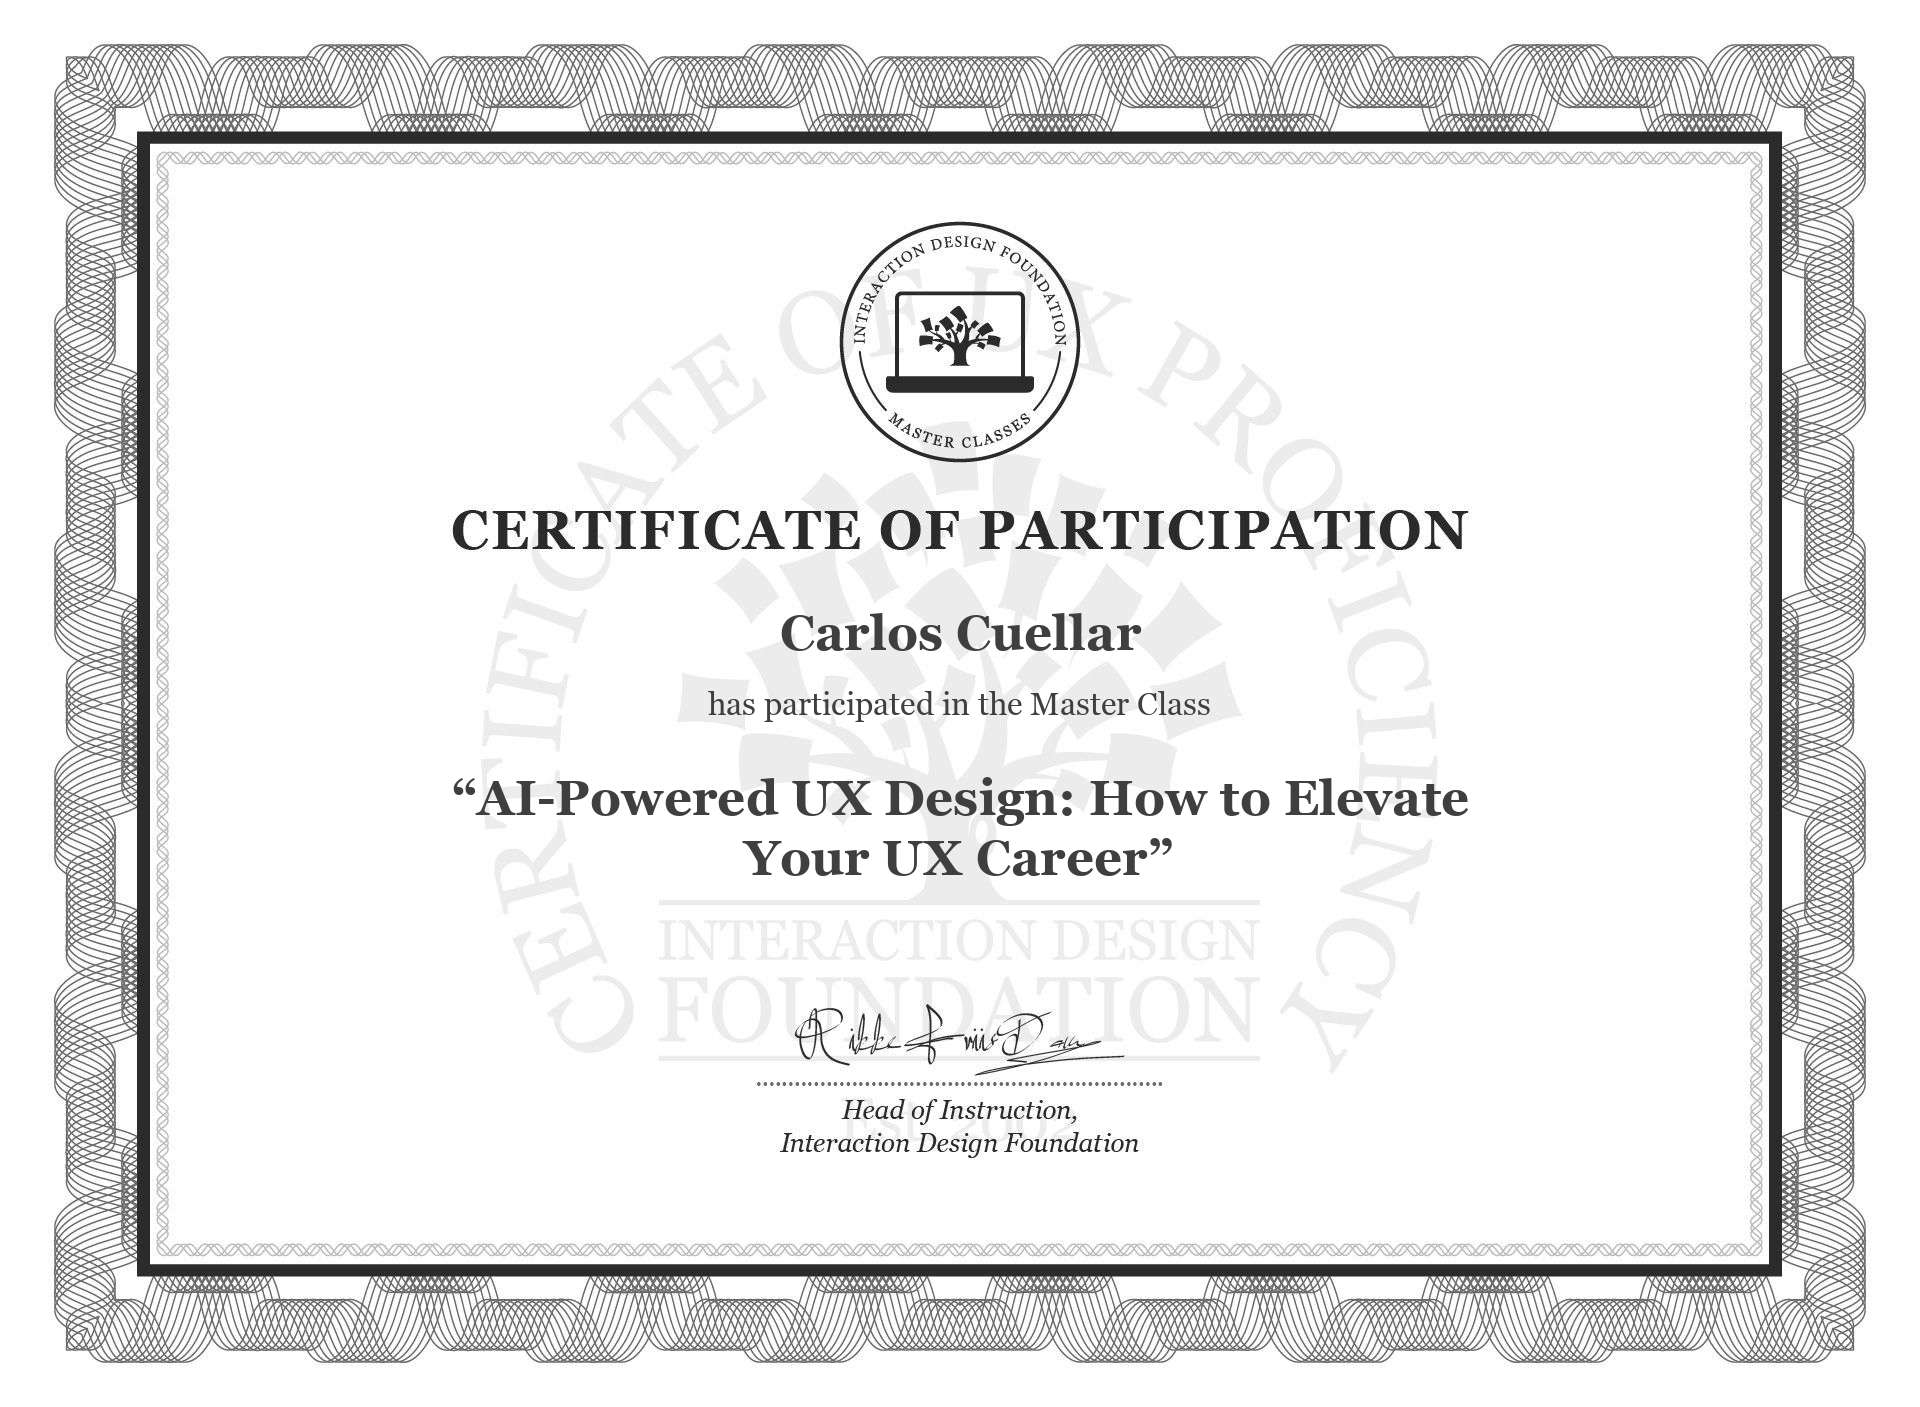 INTERACTION DESIGN FOUNDATION
MASTER CLASSES
CERTIFICATE OF UX PROFICIENCY
CERTIFICATE OF PARTICIPATION
Carlos Cuellar
has participated in the Master Class
“AI-Powered UX Design: How to Elevate
Your UX Career”
INTERACTION DESIGN
FOUNDATION
Rikke Friis Dam
Est. 2002
Head of Instruction,
Interaction Design Foundation